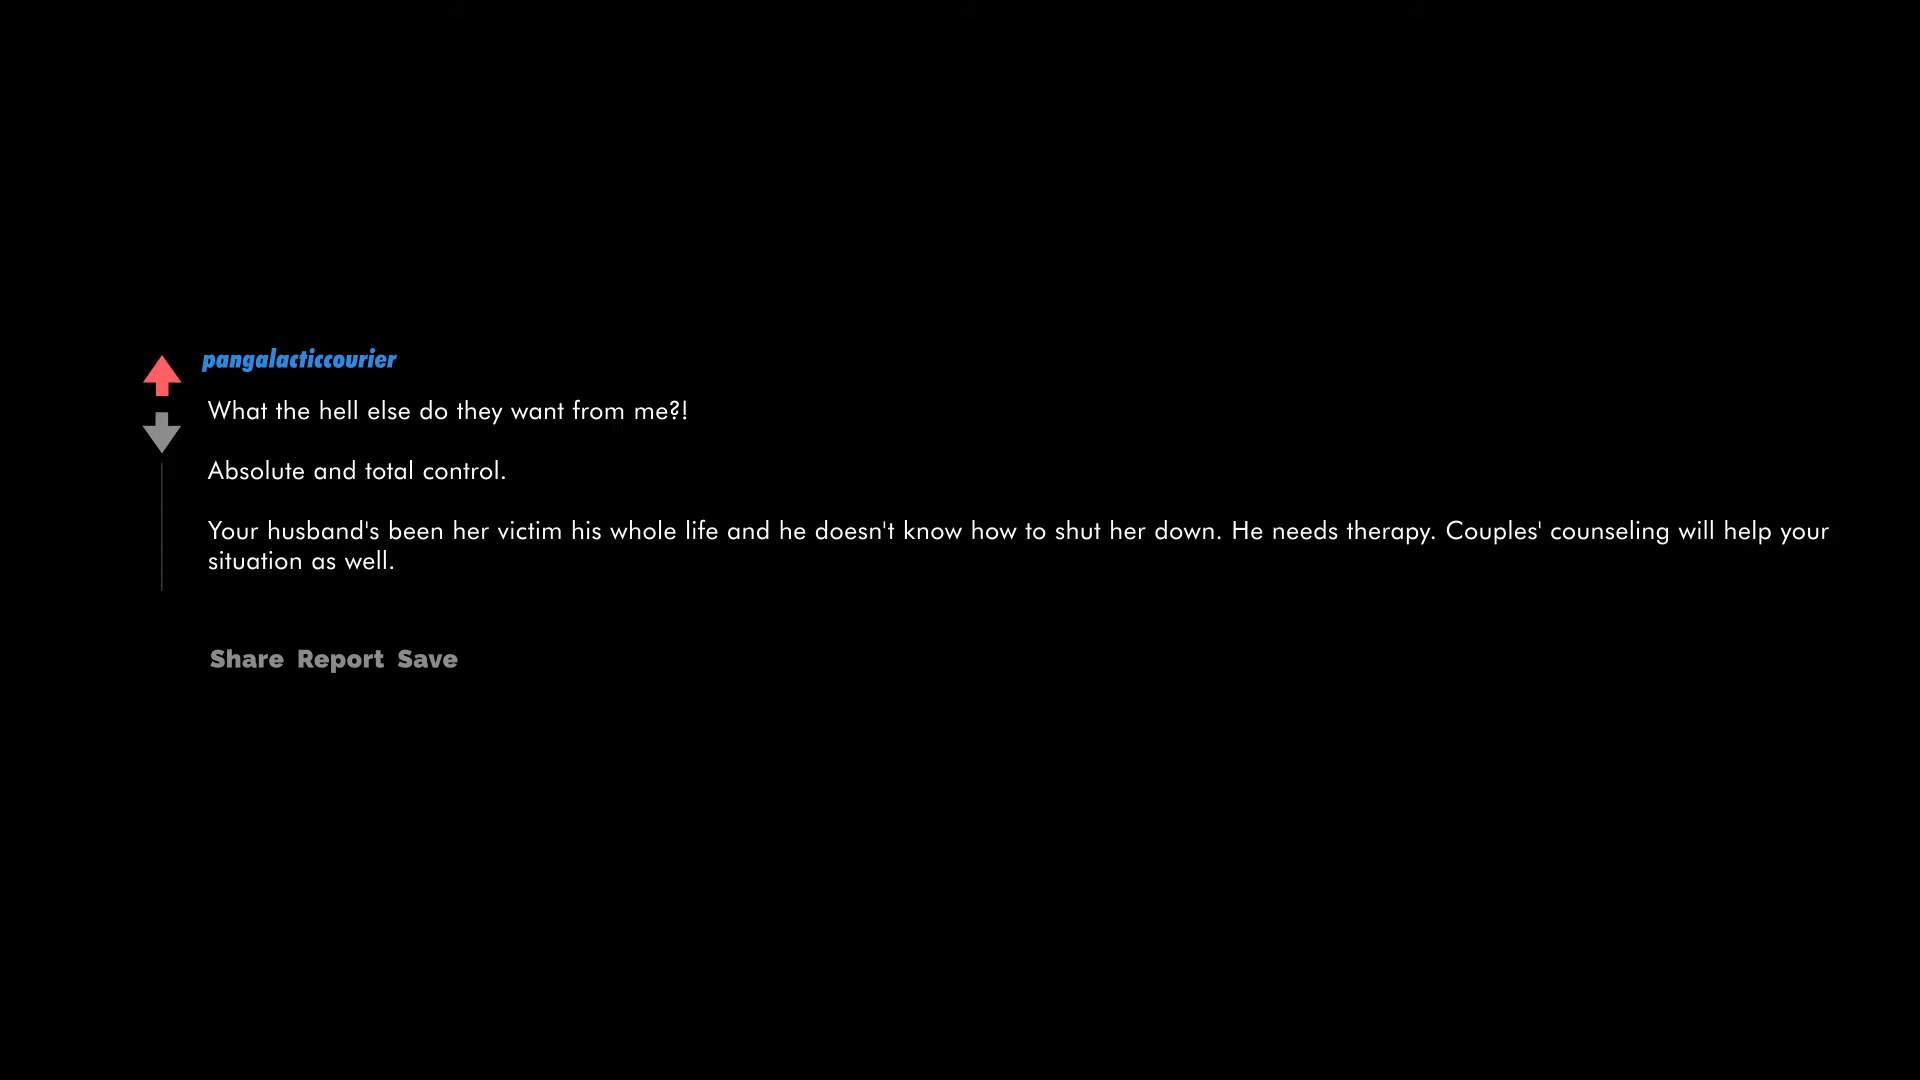 pangalacticcourier
What the hell else do they want from me?!
Absolute and total control.
Your husband's been her victim his whole life and he doesn't know how to shut her down. He needs therapy. Couples' counseling will help your
situation as well.
Share Report Save